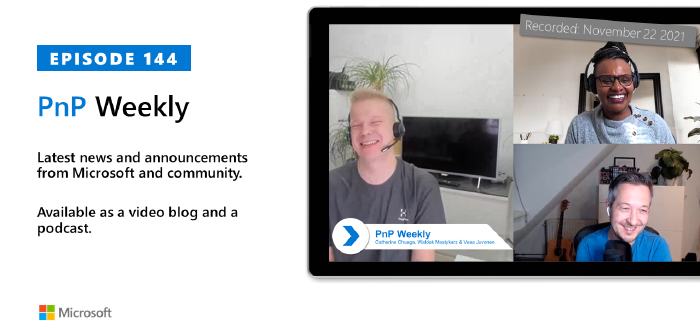 EPISODE 144
PnP Weekly
Latest news and announcements
from Microsoft and community.
Available as a video blog and a
podcast.
Microsoft
Recorded: November 22 2021
PnP Weekly
Catherine Chuaga, Waldek Mastykarz & Vesa Juvonen